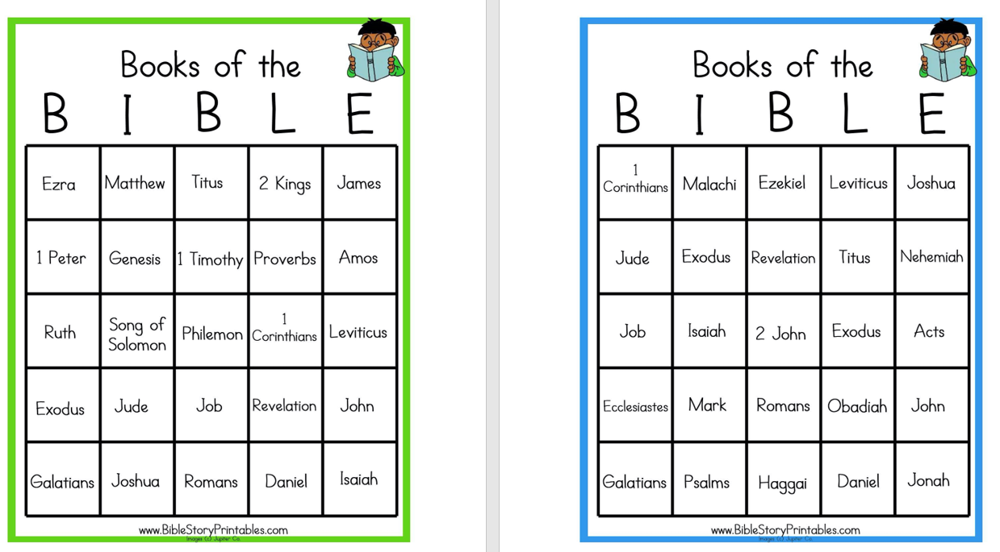 Books of the
B I B L E
Ezra Matthew Titus 2 Kings James
1 Peter Genesis 1 Timothy Proverbs Amos
Ruth Song of Solomon Philemon 1 Corinthians Leviticus
Exodus Jude Job Revelation John
Galatians Joshua Romans Daniel Isaiah
www.BibleStoryPrintables.com
Images (c) Jupiter Co.
Books of the
B I B L E
1 Corinthians Malachi Ezekiel Leviticus Joshua
Jude Exodus Revelation Titus Nehemiah
Job Isaiah 2 John Exodus Acts
Ecclesiastes Mark Romans Obadiah John
Galatians Psalms Haggai Daniel Jonah
www.BibleStoryPrintables.com
Images (c) Jupiter Co.